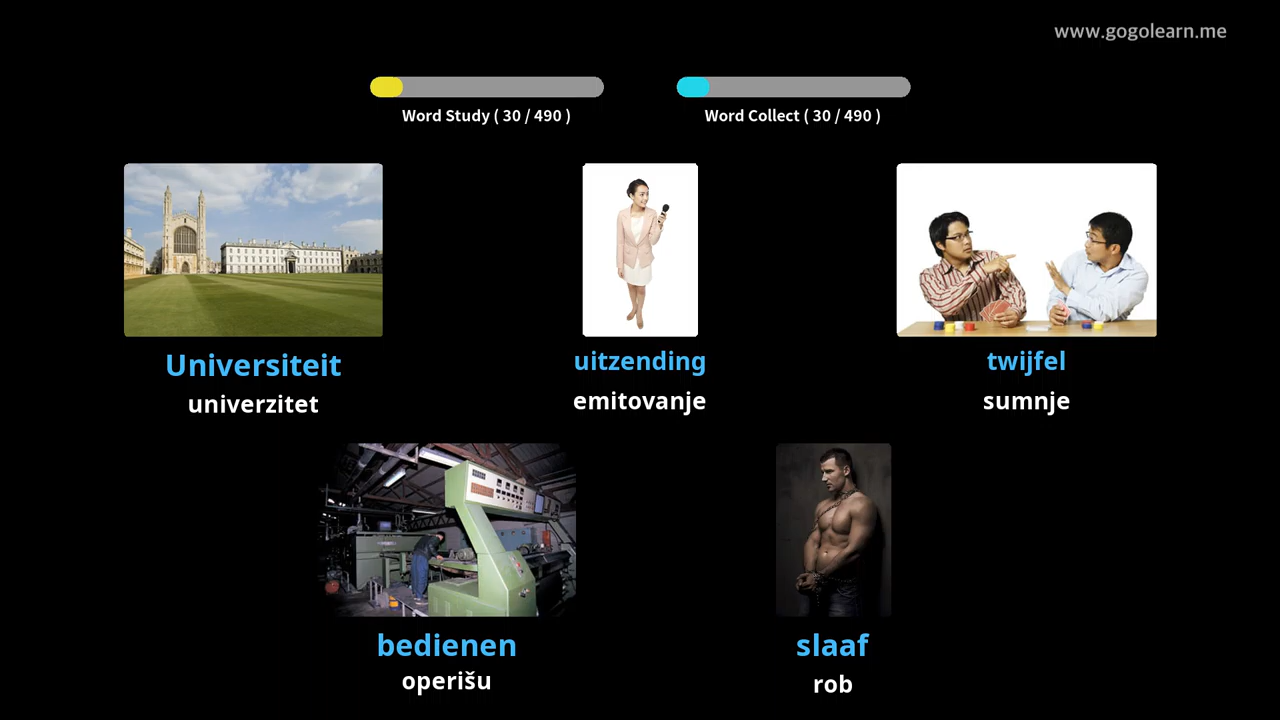 www.gogolearn.me
Word Study ( 30 / 490 )
Word Collect ( 30 / 490 )
Universiteit
univerzitet
uitzending
emitovanje
twijfel
sumnje
bedienen
operišu
slaaf
rob